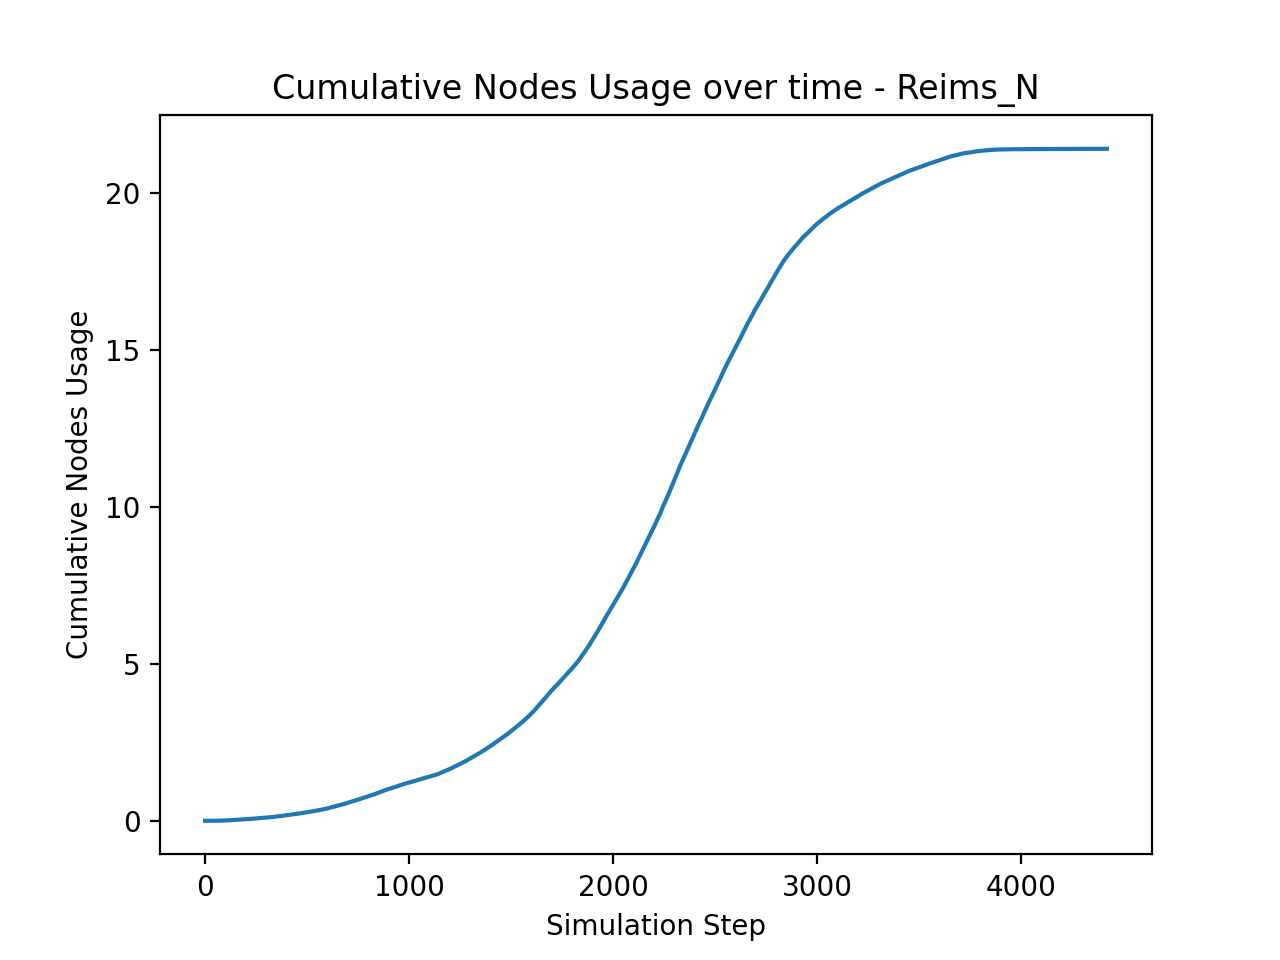 Cumulative Nodes Usage over time - Reims_N
20
15
10
5
0
Cumulative Nodes Usage
0 1000 2000 3000 4000
Simulation Step